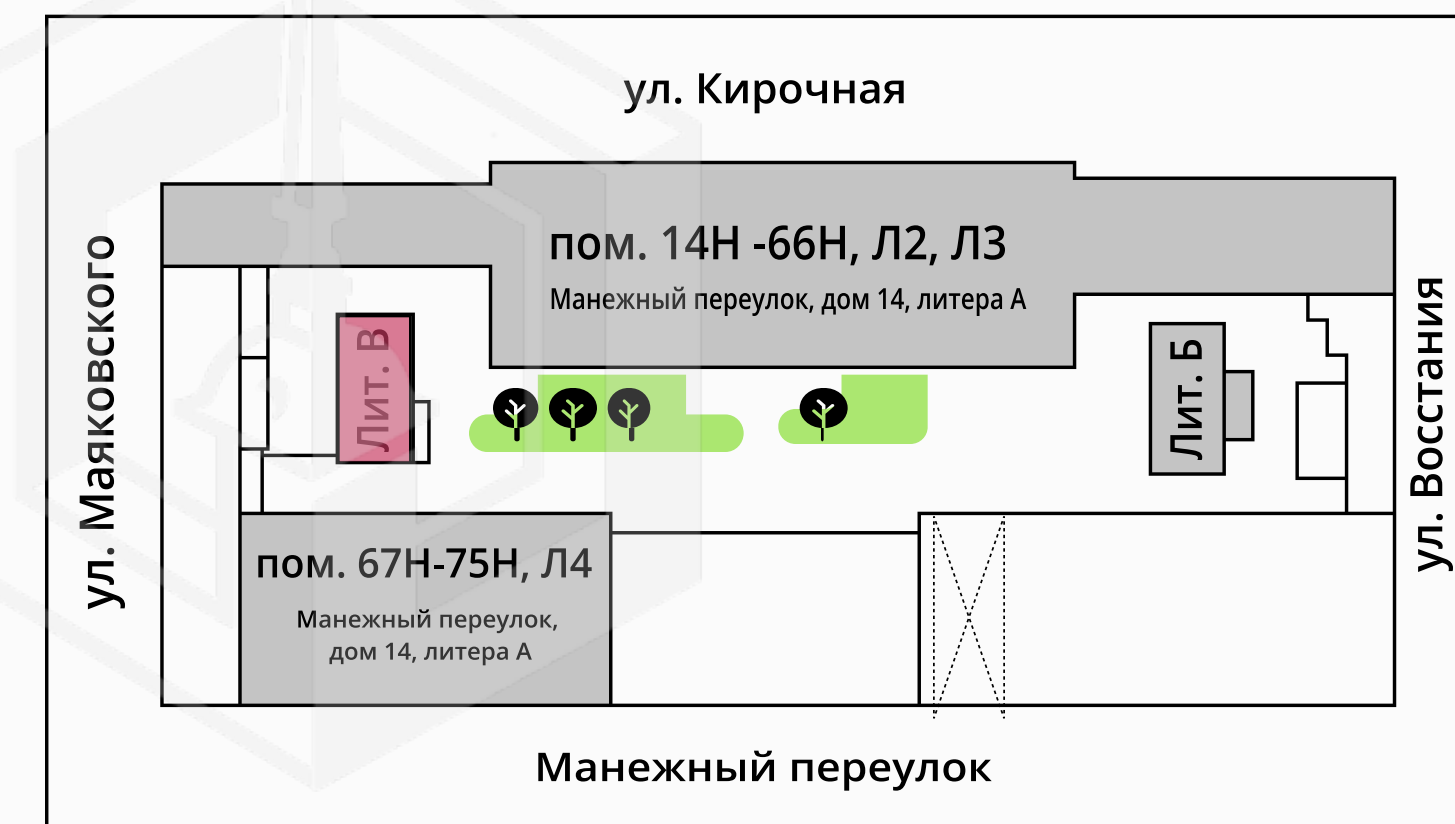 ул. Кирочная
пом. 14Н -66Н, Л2, Л3
Манежный переулок, дом 14, литера А
ул. Маяковского
Лит. В
Лит. Б
ул. Восстания
пом. 67Н-75Н, Л4
Манежный переулок,
дом 14, литера А
Манежный переулок